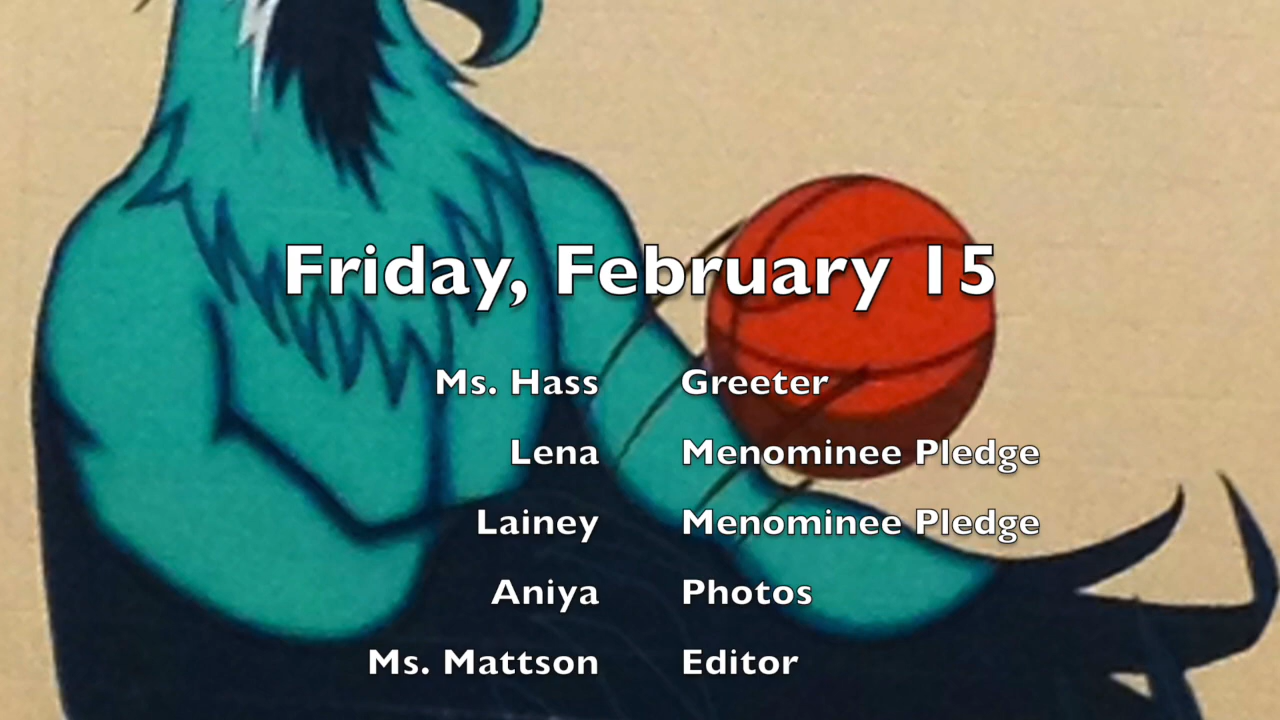 Friday, February 15
Ms. Hass Greeter
Lena Menominee Pledge
Lainey Menominee Pledge
Aniya Photos
Ms. Mattson Editor